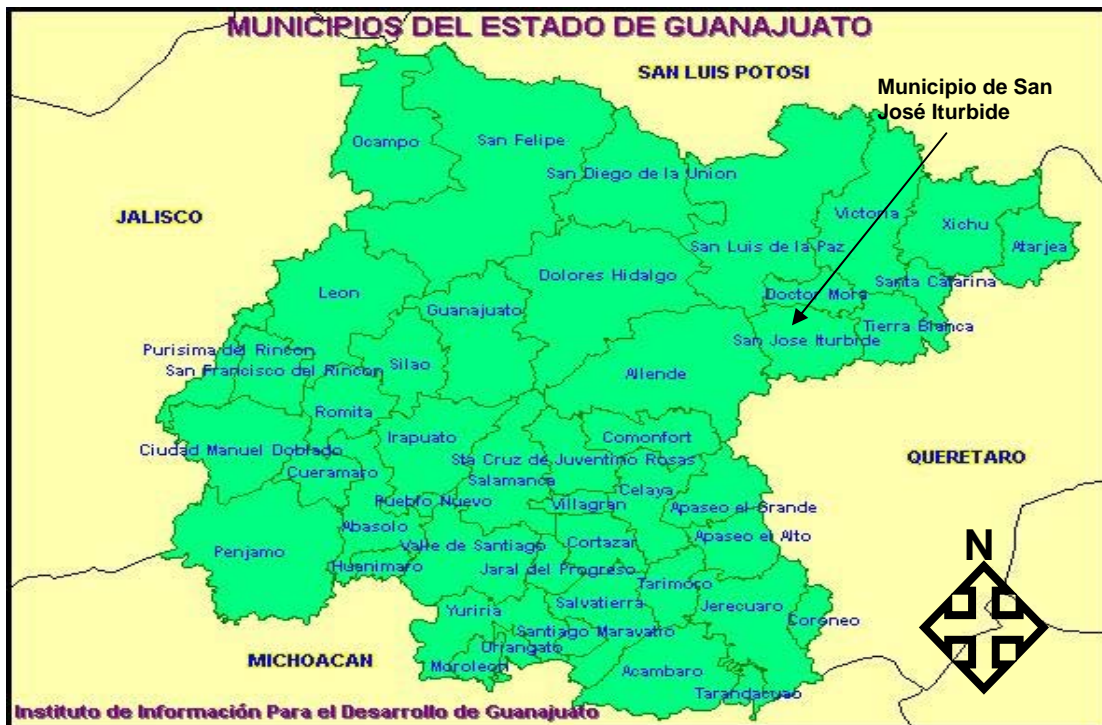 MUNICIPIOS DEL ESTADO DE GUANAJUATO
SAN LUIS POTOSI
Municipio de San
José Iturbide
Ocampo
San Felipe
San Diego de la Union
JALISCO
Victoria
Xichu
Atarjea
San Luis de la Paz
Dolores Hidalgo
Santa Catarina
Leon
Doctor Mora
Guanajuato
Tierra Blanca
San Jose Iturbide
Purisima del Rincon
San Francisco del Rincon
Silao
Allende
Romita
Irapuato
Comonfort
Ciudad Manuel Doblado
QUERETARO
Sta Cruz de Juventino Rosas
Cueramaro
Salamanca
Celaya
Pueblo Nuevo
Villagran
Apaseo el Grande
Abasolo
Apaseo el Alto
Valle de Santiago
Cortazar
N
Penjamo
Huanimaro
Jaral del Progreso
Tarimoro
Salvatierra
Jerecuaro
Yuriria
Coroneo
Santiago Maravatio
Uriangato
MICHOACAN
Moroleon
Acambaro
Tarandacuao
Instituto de Información Para el Desarrollo de Guanajuato